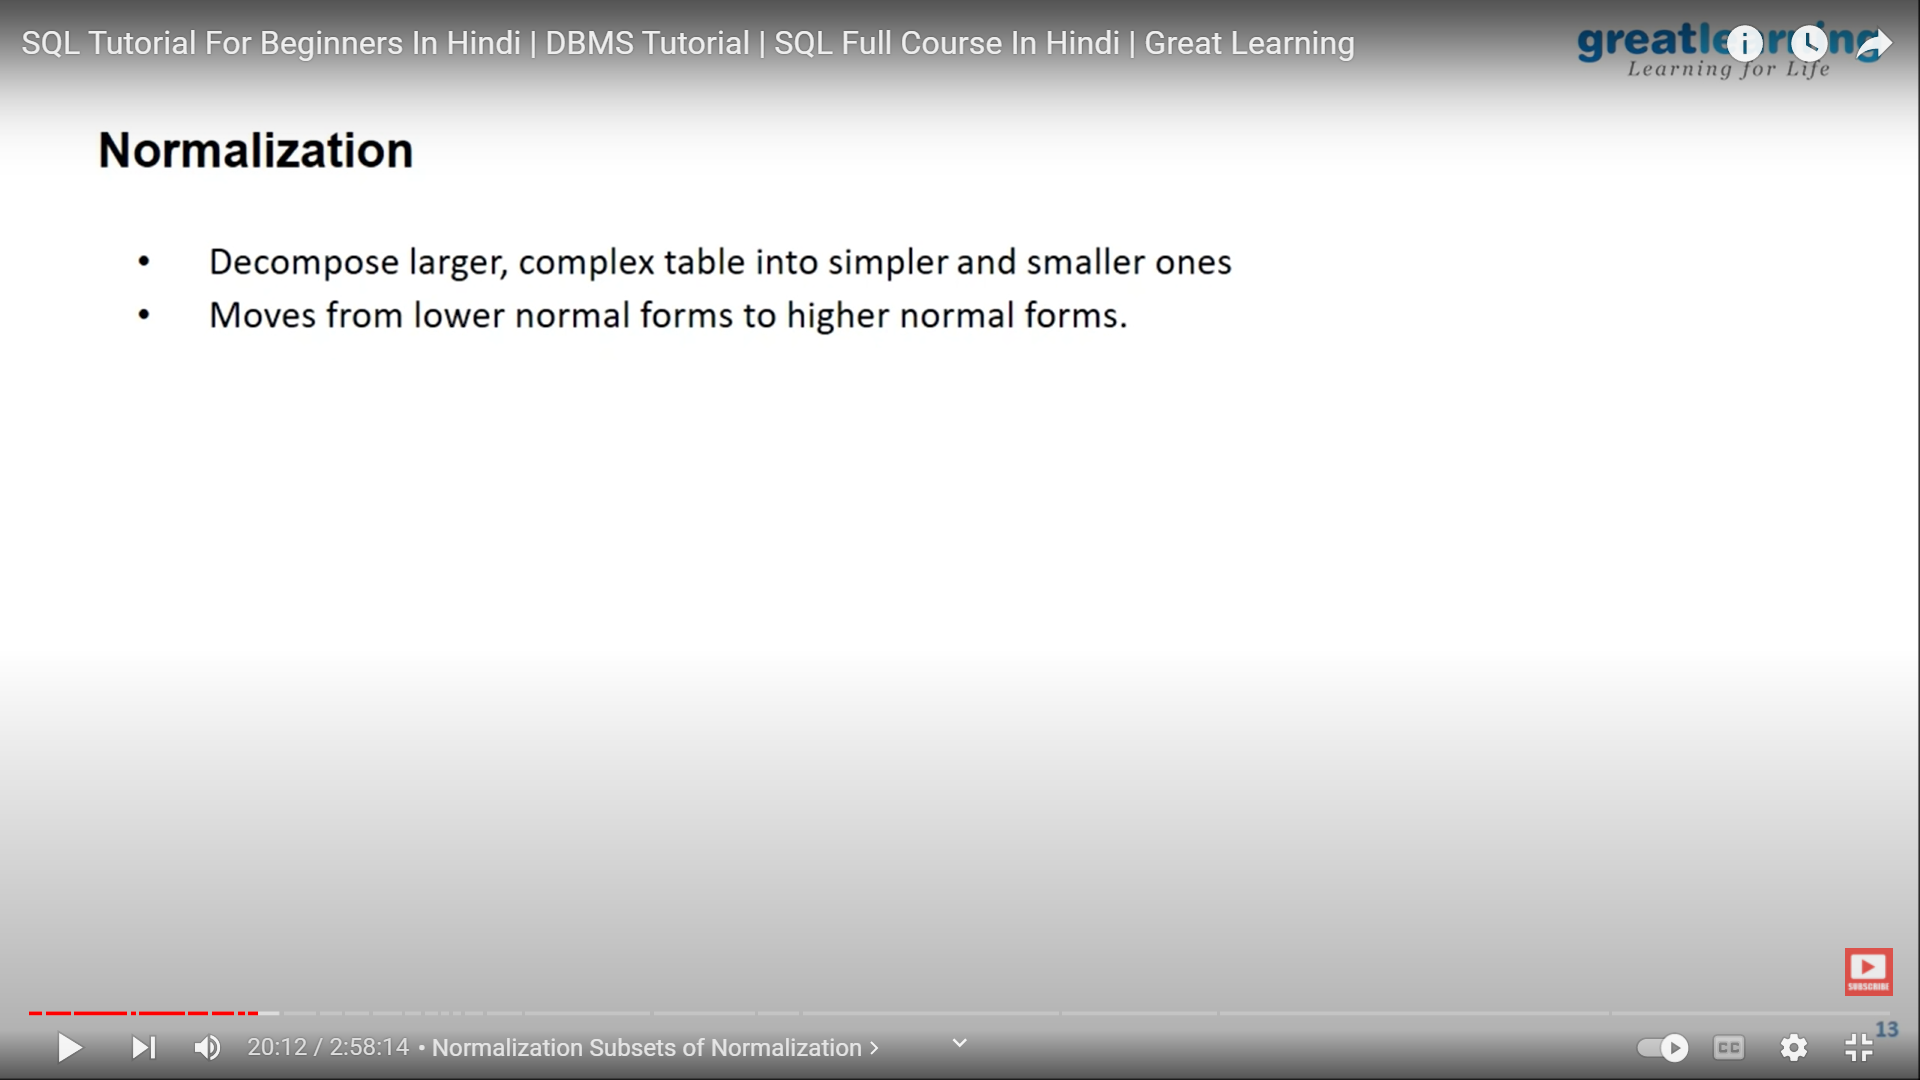 SQL Tutorial For Beginners In Hindi | DBMS Tutorial | SQL Full Course In Hindi | Great Learning
greatlearning
Learning for Life
Normalization
• Decompose larger, complex table into simpler and smaller ones
• Moves from lower normal forms to higher normal forms.
SUBSCRIBE
13
20:12 / 2:58:14 • Normalization Subsets of Normalization >
CC